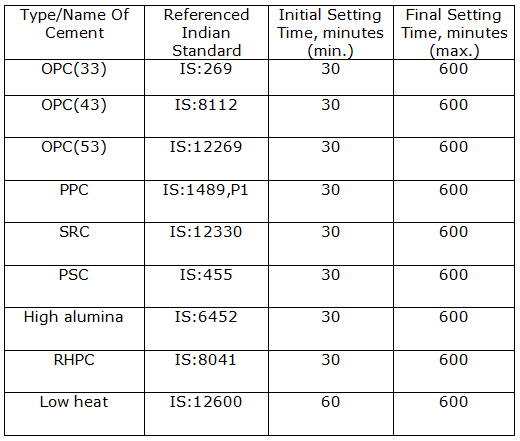 Type/Name Of Cement Referenced Indian Standard Initial Setting Time, minutes (min.) Final Setting Time, minutes (max.)
OPC(33) IS:269 30 600
OPC(43) IS:8112 30 600
OPC(53) IS:12269 30 600
PPC IS:1489,P1 30 600
SRC IS:12330 30 600
PSC IS:455 30 600
High alumina IS:6452 30 600
RHPC IS:8041 30 600
Low heat IS:12600 60 600